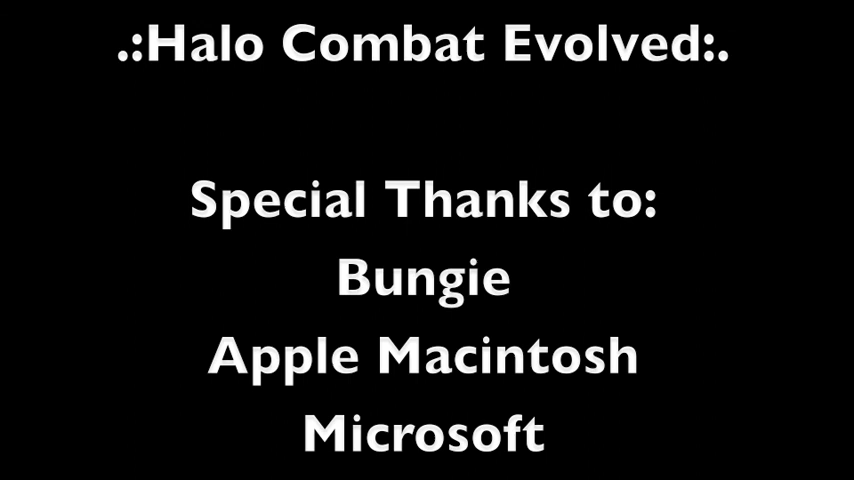 .:Halo Combat Evolved:.
Special Thanks to:
Bungie
Apple Macintosh
Microsoft